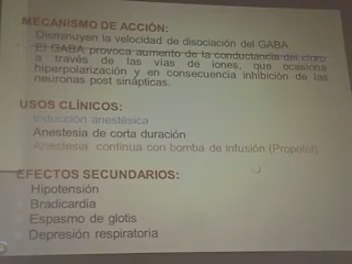 MECANISMO DE ACCIÓN:
Disminuyen la velocidad de disociación del GABA
El GABA provoca aumento de la conductancia del cloro
a través de las vías de iones, que ocasiona
hiperpolarización y en consecuencia inhibición de las
neuronas post sinápticas.
USOS CLÍNICOS:
Inducción anestésica
Anestesia de corta duración
Anestesia continua con bomba de infusión (Propofol)
EFECTOS SECUNDARIOS:
Hipotensión
Bradicardia
Espasmo de glotis
Depresión respiratoria